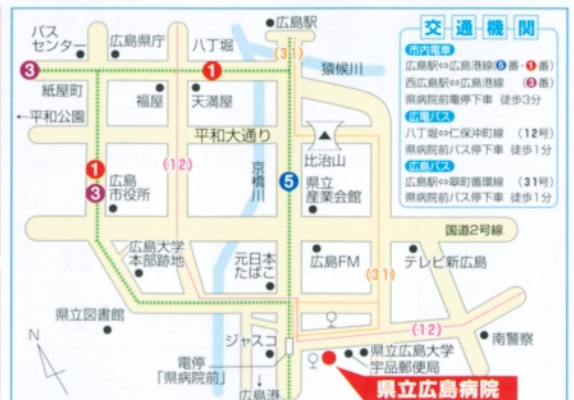 バス
センター
広島県庁
八丁堀
広島駅
(31)
猿候川
3
1
紙屋町
福屋
天満屋
←平和公園
平和大通り
比治山
(12)
京橋川
1
3
広島
市役所
5
県立
産業会館
国道2号線
広島大学
本部跡地
元日本
たばこ
広島FM
テレビ新広島
(31)
県立図書館
(12)
N
ジャスコ
電停
「県病院前」
↓
広島港
県立広島大学
宇品郵便局
南警察
県立広島病院
交通機関
市内電車
広島駅⇔広島港線(5番・1番)
西広島駅⇔広島港線 (3番)
県病院前電停下車 徒歩3分
広電バス
八丁堀⇔仁保沖町線 (12号)
県病院前バス停下車 徒歩1分
広島バス
広島駅⇔翠町循環線 (31号)
県病院前バス停下車 徒歩1分